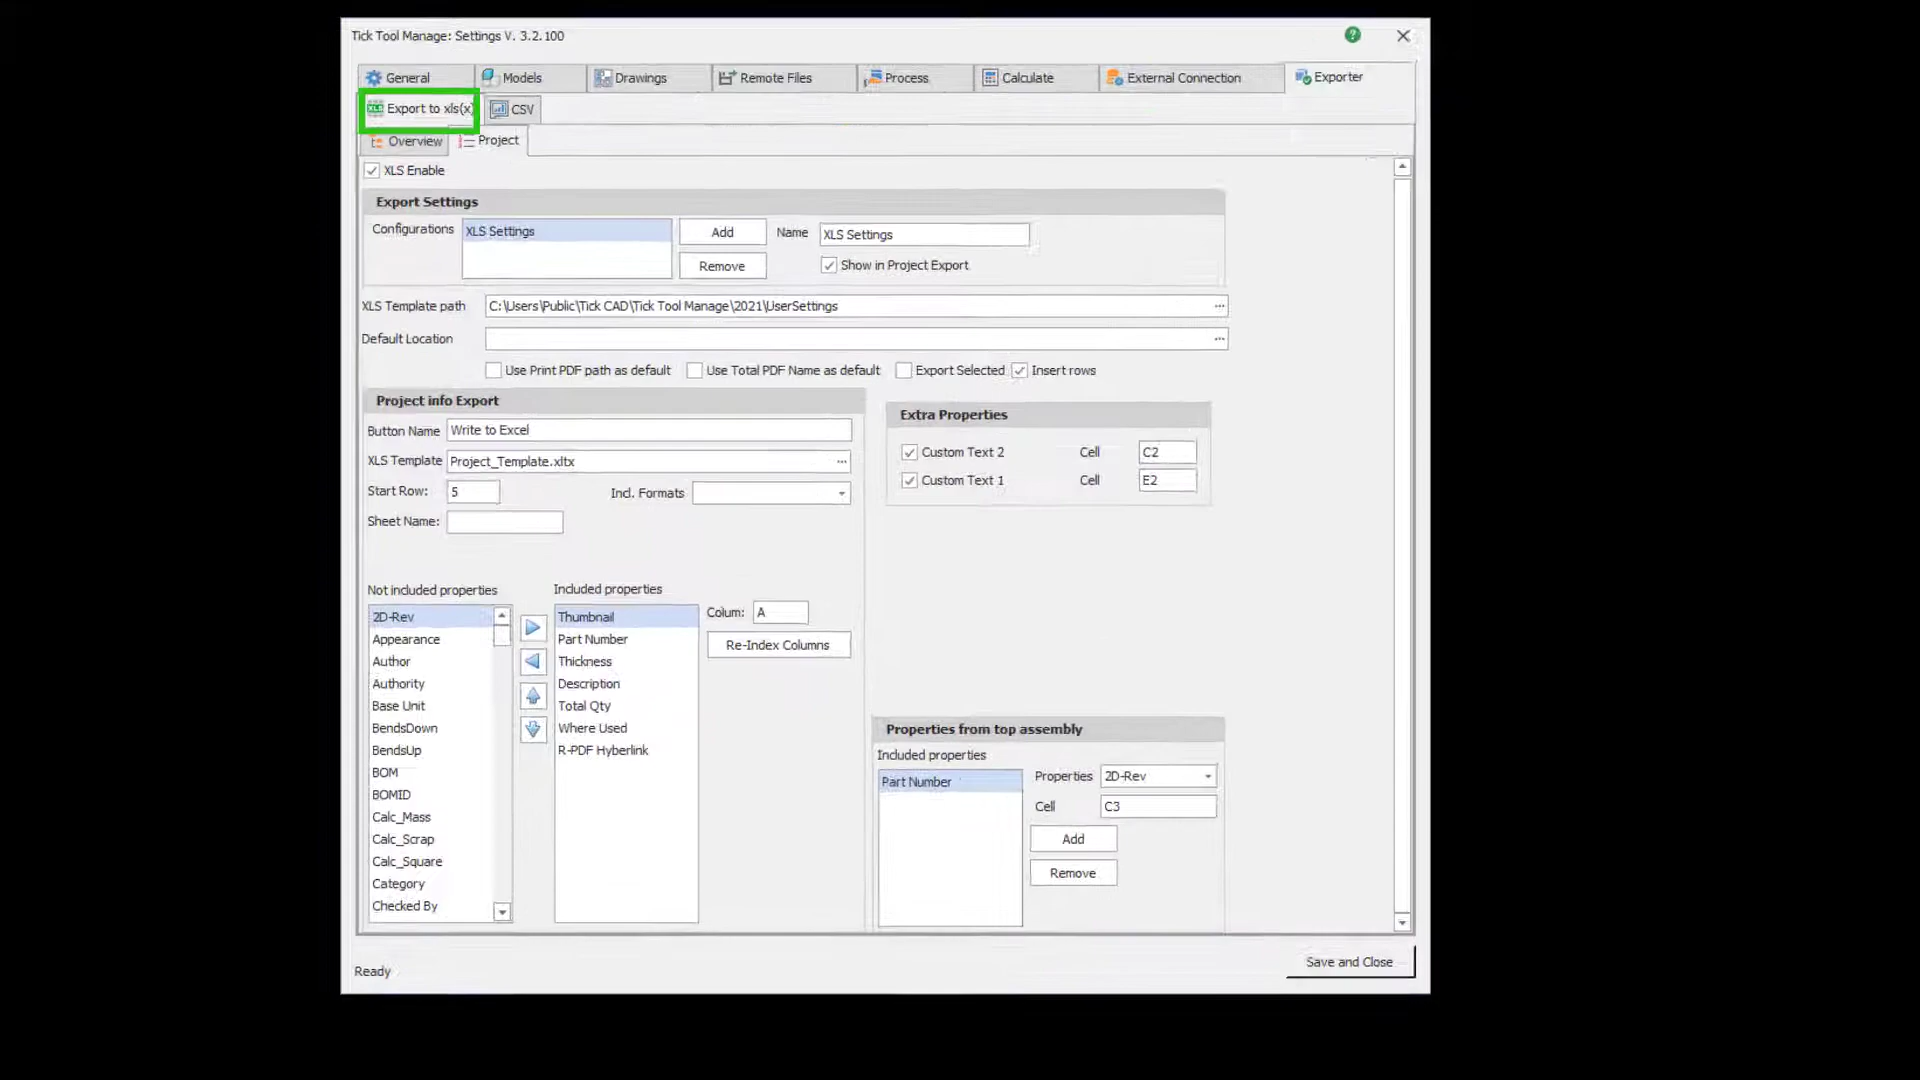 Tick Tool Manage: Settings V. 3.2.100
General Models Drawings Remote Files Process Calculate External Connection Exporter
XLS Export to xls(x) CSV
Overview Project
XLS Enable
Export Settings
Configurations XLS Settings Add Name XLS Settings
Remove Show in Project Export
XLS Template path C:\Users\Public\Tick CAD\Tick Tool Manage\2021\UserSettings ...
Default Location ...
Use Print PDF path as default Use Total PDF Name as default Export Selected Insert rows
Project info Export
Button Name Write to Excel
XLS Template Project_Template.xltx ...
Start Row: 5 Incl. Formats
Sheet Name:
Extra Properties
Custom Text 2 Cell C2
Custom Text 1 Cell E2
Not included properties
2D-Rev
Appearance
Author
Authority
Base Unit
BendsDown
BendsUp
BOM
BOMID
Calc_Mass
Calc_Scrap
Calc_Square
Category
Checked By
Included properties
Thumbnail
Part Number
Thickness
Description
Total Qty
Where Used
R-PDF Hyberlink
Colum: A
Re-Index Columns
Properties from top assembly
Included properties
Part Number
Properties 2D-Rev
Cell C3
Add
Remove
Save and Close
Ready